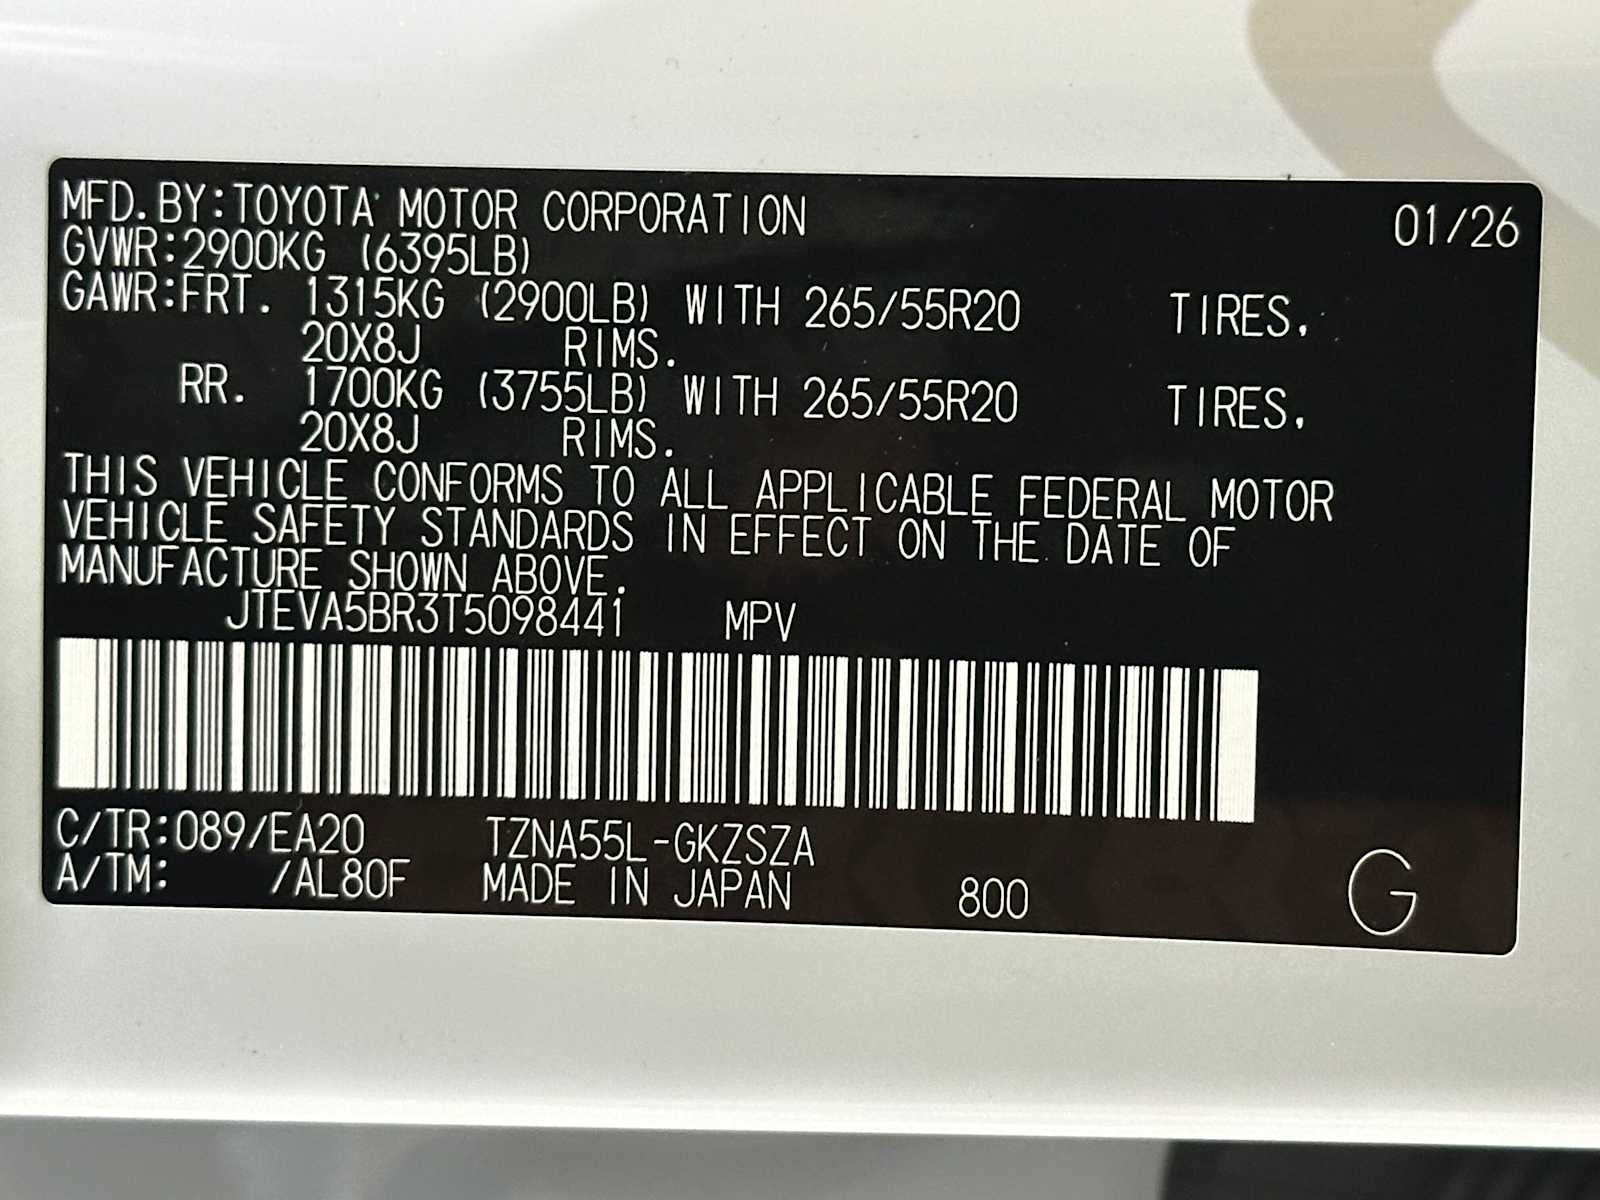 MFD.BY:TOYOTA MOTOR CORPORATION 01/26
GVWR:2900KG (6395LB)
GAWR:FRT. 1315KG (2900LB) WITH 265/55R20 TIRES,
20X8J RIMS.
RR. 1700KG (3755LB) WITH 265/55R20 TIRES,
20X8J RIMS.
THIS VEHICLE CONFORMS TO ALL APPLICABLE FEDERAL MOTOR
VEHICLE SAFETY STANDARDS IN EFFECT ON THE DATE OF
MANUFACTURE SHOWN ABOVE.
JTEVA5BR3T5098441 MPV
C/TR:089/EA20 TZNA55L-GKZSZA
A/TM: /AL80F MADE IN JAPAN 800 G